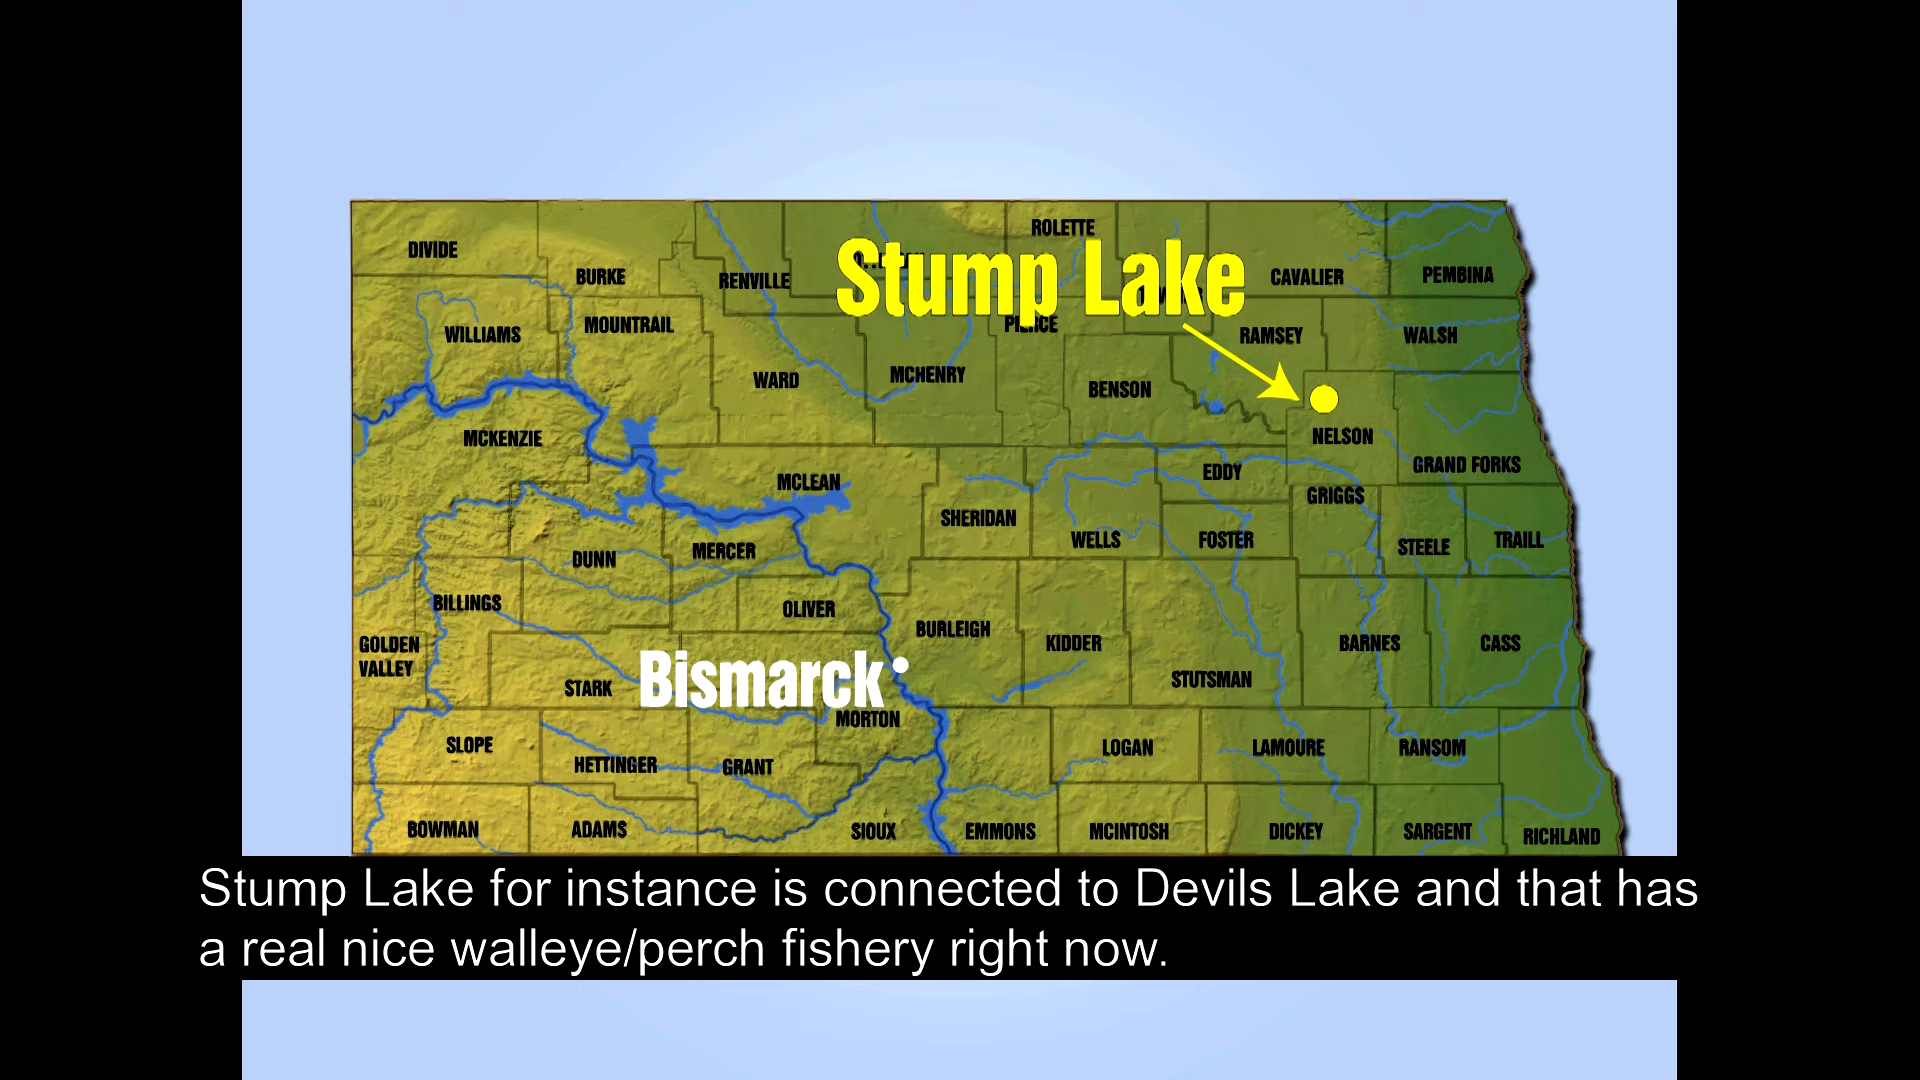 ROLETTE
DIVIDE
BURKE
RENVILLE
Stump Lake
CAVALIER
PEMBINA
WILLIAMS
MOUNTRAIL
PIERCE
RAMSEY
WALSH
WARD
MCHENRY
BENSON
MCKENZIE
NELSON
GRAND FORKS
MCLEAN
EDDY
GRIGGS
SHERIDAN
WELLS
FOSTER
STEELE
TRAILL
DUNN
MERCER
BILLINGS
OLIVER
BURLEIGH
KIDDER
BARNES
CASS
GOLDEN
VALLEY
STARK
Bismarck
STUTSMAN
MORTON
SLOPE
HETTINGER
GRANT
LOGAN
LAMOURE
RANSOM
BOWMAN
ADAMS
SIOUX
EMMONS
MCINTOSH
DICKEY
SARGENT
RICHLAND
Stump Lake for instance is connected to Devils Lake and that has
a real nice walleye/perch fishery right now.